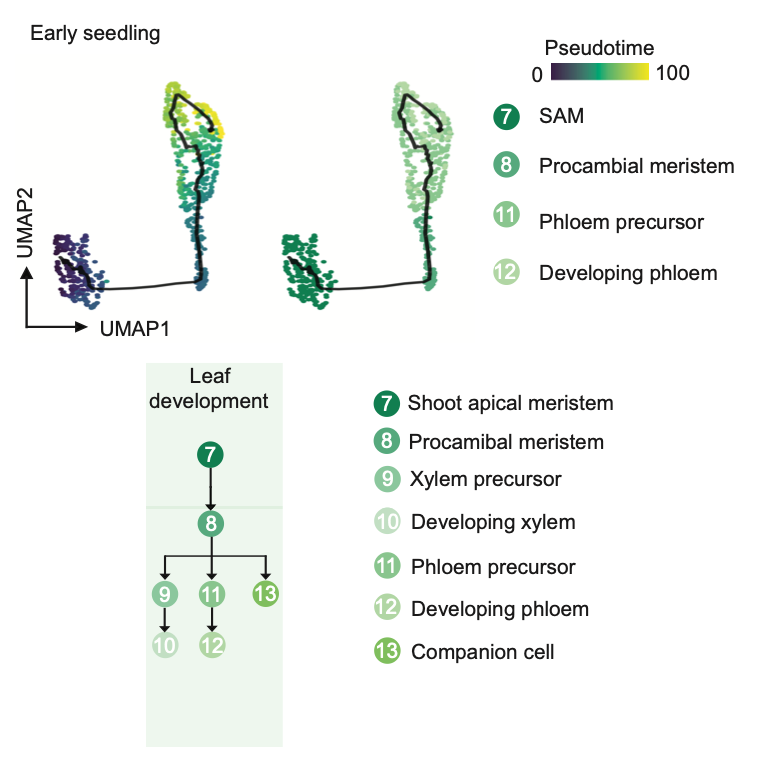 Early seedling
Pseudotime
0 100
7 SAM
8 Procambial meristem
11 Phloem precursor
12 Developing phloem
UMAP2
UMAP1
Leaf
development
7
8
9 11 13
10 12
7 Shoot apical meristem
8 Procamibal meristem
9 Xylem precursor
10 Developing xylem
11 Phloem precursor
12 Developing phloem
13 Companion cell